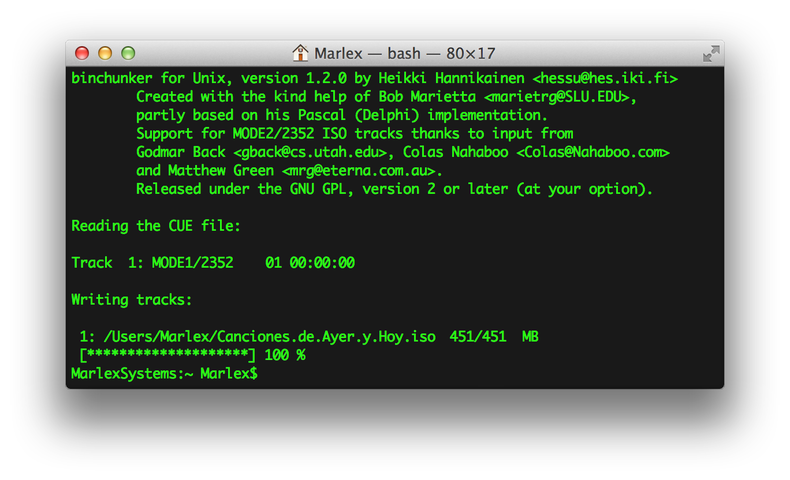 Marlex — bash — 80×17
binchunker for Unix, version 1.2.0 by Heikki Hannikainen <hessu@hes.iki.fi>
Created with the kind help of Bob Marietta <marietrg@SLU.EDU>,
partly based on his Pascal (Delphi) implementation.
Support for MODE2/2352 ISO tracks thanks to input from
Godmar Back <gback@cs.utah.edu>, Colas Nahaboo <Colas@Nahaboo.com>
and Matthew Green <mrg@eterna.com.au>.
Released under the GNU GPL, version 2 or later (at your option).
Reading the CUE file:
Track  1: MODE1/2352    01 00:00:00
Writing tracks:
1: /Users/Marlex/Canciones.de.Ayer.y.Hoy.iso  451/451  MB
[********************] 100 %
MarlexSystems:~ Marlex$